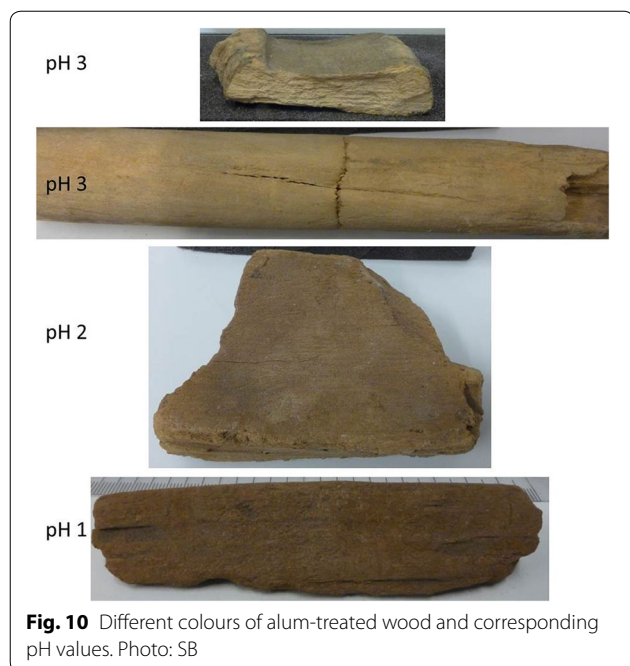 pH 3
pH 3
pH 2
pH 1
Fig. 10 Different colours of alum-treated wood and corresponding
pH values. Photo: SB